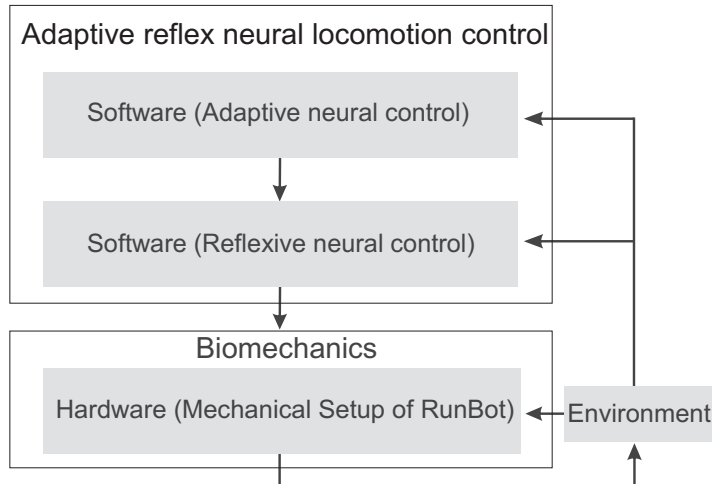 Adaptive reflex neural locomotion control
Software (Adaptive neural control)
Software (Reflexive neural control)
Biomechanics
Hardware (Mechanical Setup of RunBot)
Environment